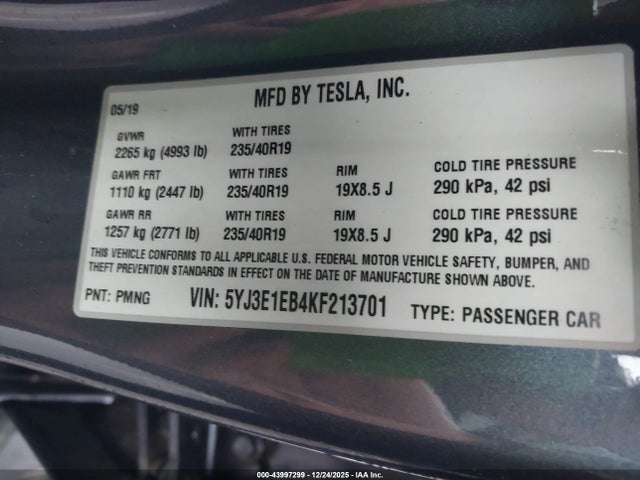 MFD BY TESLA, INC.
05/19
GVWR WITH TIRES
2265 kg (4993 lb) 235/40R19
GAWR FRT WITH TIRES RIM COLD TIRE PRESSURE
1110 kg (2447 lb) 235/40R19 19X8.5 J 290 kPa, 42 psi
GAWR RR WITH TIRES RIM COLD TIRE PRESSURE
1257 kg (2771 lb) 235/40R19 19X8.5 J 290 kPa, 42 psi
THIS VEHICLE CONFORMS TO ALL APPLICABLE U.S. FEDERAL MOTOR VEHICLE SAFETY, BUMPER, AND
THEFT PREVENTION STANDARDS IN EFFECT ON THE DATE OF MANUFACTURE SHOWN ABOVE.
PNT: PMNG VIN: 5YJ3E1EB4KF213701 TYPE: PASSENGER CAR
000-43997299 - 12/24/2025 - IAA Inc.